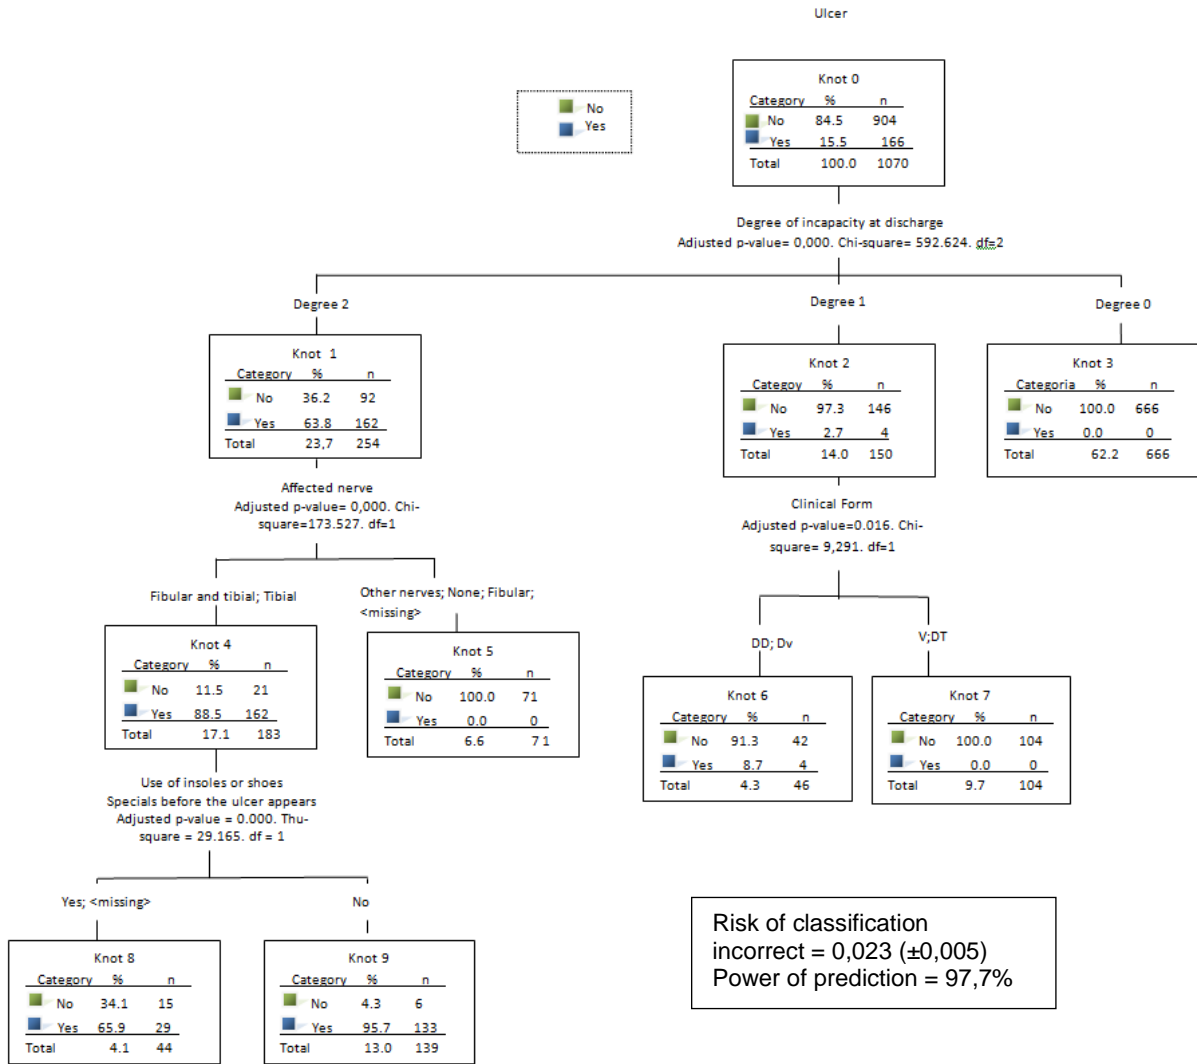 Ulcer
No
Yes
Knot 0
Category % n
No 84.5 904
Yes 15.5 166
Total 100.0 1070
Degree of incapacity at discharge
Adjusted p-value= 0,000. Chi-square= 592.624. df=2
Degree 2
Degree 1
Degree 0
Knot 1
Category % n
No 36.2 92
Yes 63.8 162
Total 23,7 254
Knot 2
Categoy % n
No 97.3 146
Yes 2.7 4
Total 14.0 150
Knot 3
Categoria % n
No 100.0 666
Yes 0.0 0
Total 62.2 666
Affected nerve
Adjusted p-value= 0,000. Chi-
square=173.527. df=1
Clinical Form
Adjusted p-value=0.016. Chi-
square= 9,291. df=1
Fibular and tibial; Tibial
Other nerves; None; Fibular;
<missing>
Knot 4
Category % n
No 11.5 21
Yes 88.5 162
Total 17.1 183
Knot 5
Category % n
No 100.0 71
Yes 0.0 0
Total 6.6 71
DD; Dv
V;DT
Knot 6
Category % n
No 91.3 42
Yes 8.7 4
Total 4.3 46
Knot 7
Category % n
No 100.0 104
Yes 0.0 0
Total 9.7 104
Use of insoles or shoes
Specials before the ulcer appears
Adjusted p-value = 0.000. Thu-
square = 29.165. df = 1
Yes; <missing>
No
Knot 8
Category % n
No 34.1 15
Yes 65.9 29
Total 4.1 44
Knot 9
Category % n
No 4.3 6
Yes 95.7 133
Total 13.0 139
Risk of classification
incorrect = 0,023 (±0,005)
Power of prediction = 97,7%